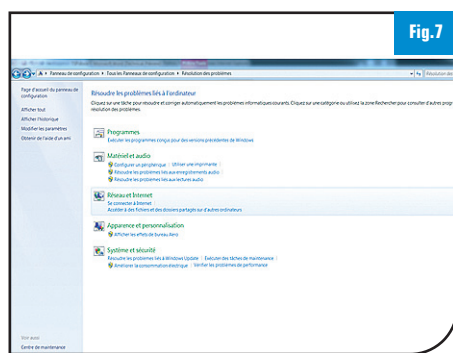 Fig.7
Panneau de configuration ▸ Tous les Panneaux de configuration ▸ Résolution des problèmes
Page d'accueil du panneau de configuration
Afficher tout
Afficher l'historique
Modifier les paramètres
Obtenir de l'aide d'un ami
Résoudre les problèmes liés à l'ordinateur
Cliquez sur une tâche pour résoudre et corriger automatiquement les problèmes informatiques courants. Cliquez sur une catégorie ou utilisez la zone Rechercher pour consulter d'autres prog
résolution des problèmes.
Programmes
Exécuter les programmes conçus pour des versions précédentes de Windows
Matériel et audio
Configurer un périphérique | Utiliser une imprimante
Résoudre les problèmes liés aux enregistrements audio
Résoudre les problèmes liés aux lectures audio
Réseau et Internet
Se connecter à Internet
Accéder à des fichiers et des dossiers partagés sur d'autres ordinateurs
Apparence et personnalisation
Afficher les effets de bureau Aero
Système et sécurité
Résoudre les problèmes liés à Windows Update | Exécuter des tâches de maintenance
Améliorer la consommation électrique | Vérifier les problèmes de performance
Voir aussi
Centre de maintenance